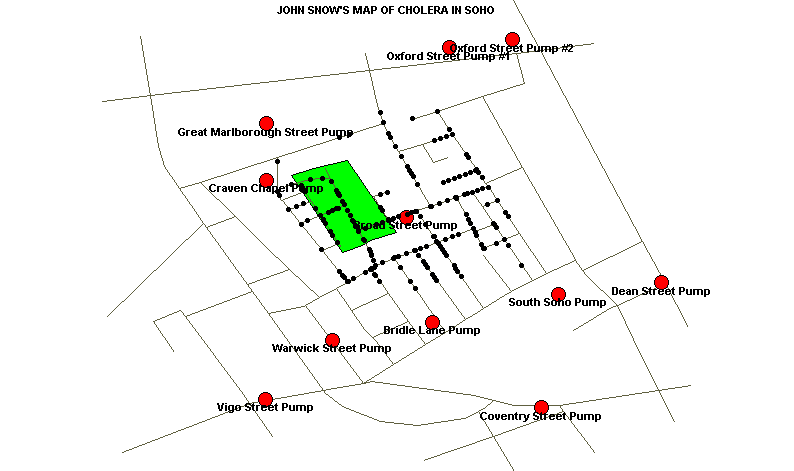 JOHN SNOW'S MAP OF CHOLERA IN SOHO
Oxford Street Pump #2
Oxford Street Pump #1
Great Marlborough Street Pump
Craven Chapel Pump
Broad Street Pump
Dean Street Pump
South Soho Pump
Bridle Lane Pump
Warwick Street Pump
Vigo Street Pump
Coventry Street Pump